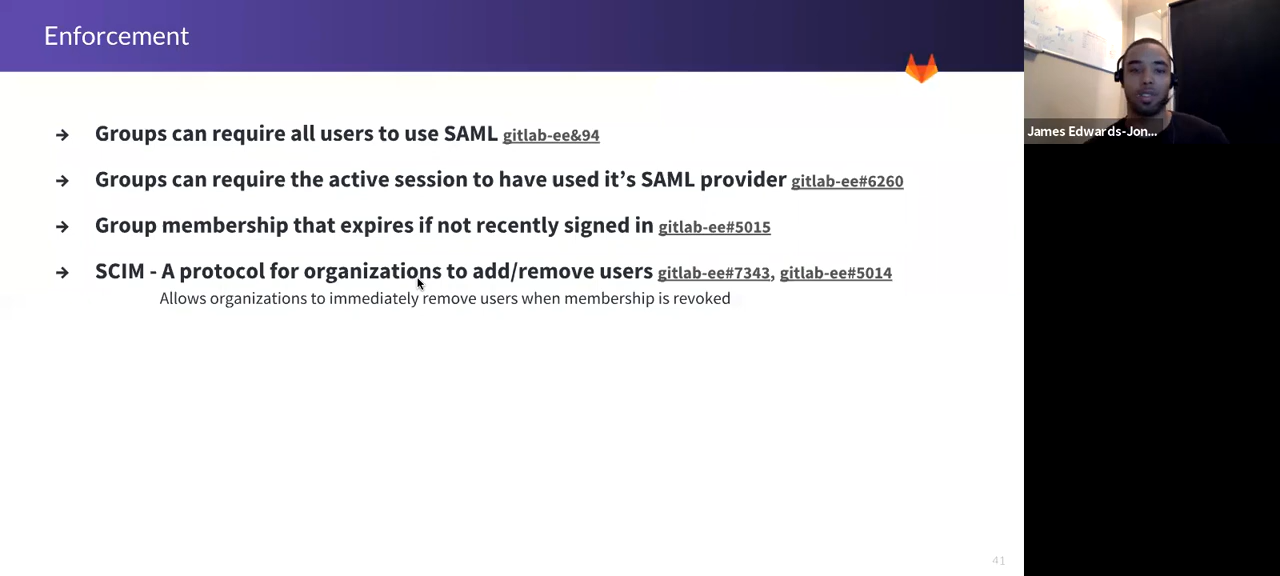 Enforcement
→ Groups can require all users to use SAML gitlab-ee&94
→ Groups can require the active session to have used it’s SAML provider gitlab-ee#6260
→ Group membership that expires if not recently signed in gitlab-ee#5015
→ SCIM - A protocol for organizations to add/remove users gitlab-ee#7343, gitlab-ee#5014
Allows organizations to immediately remove users when membership is revoked
James Edwards-Jon...
41